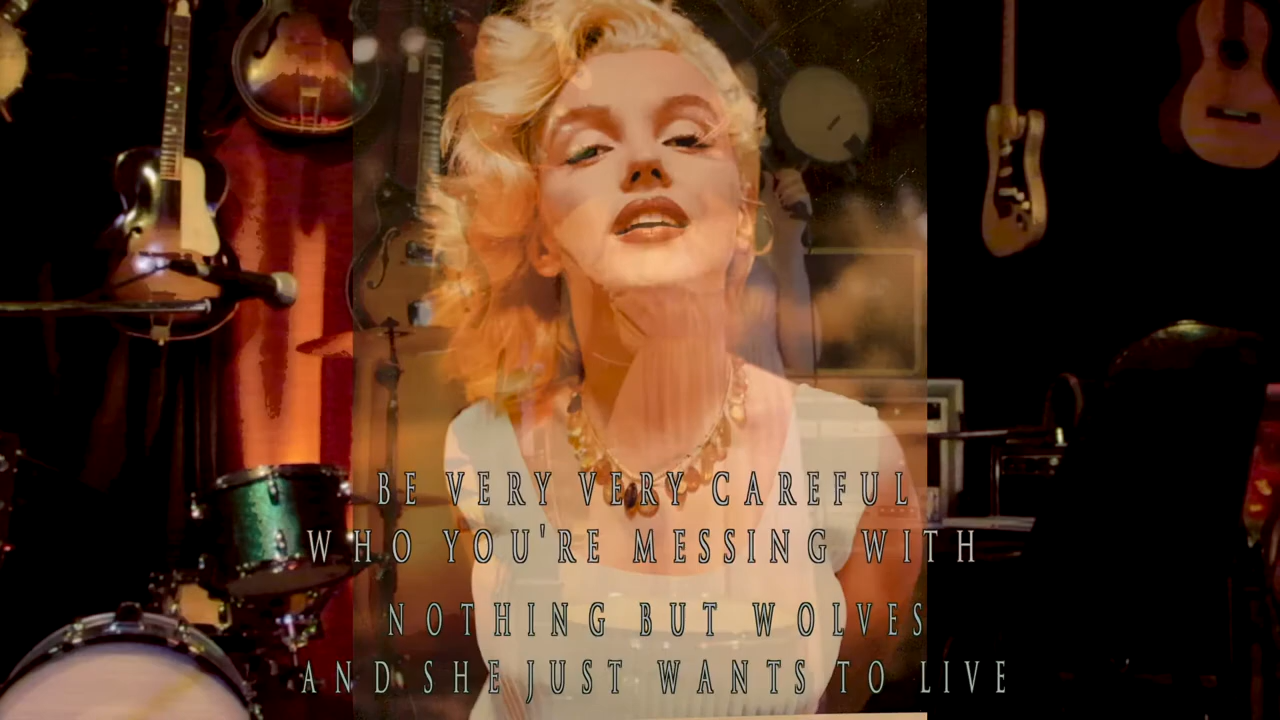 BE VERY VERY CAREFUL
WHO YOU'RE MESSING WITH
NOTHING BUT WOLVES
AND SHE JUST WANTS TO LIVE